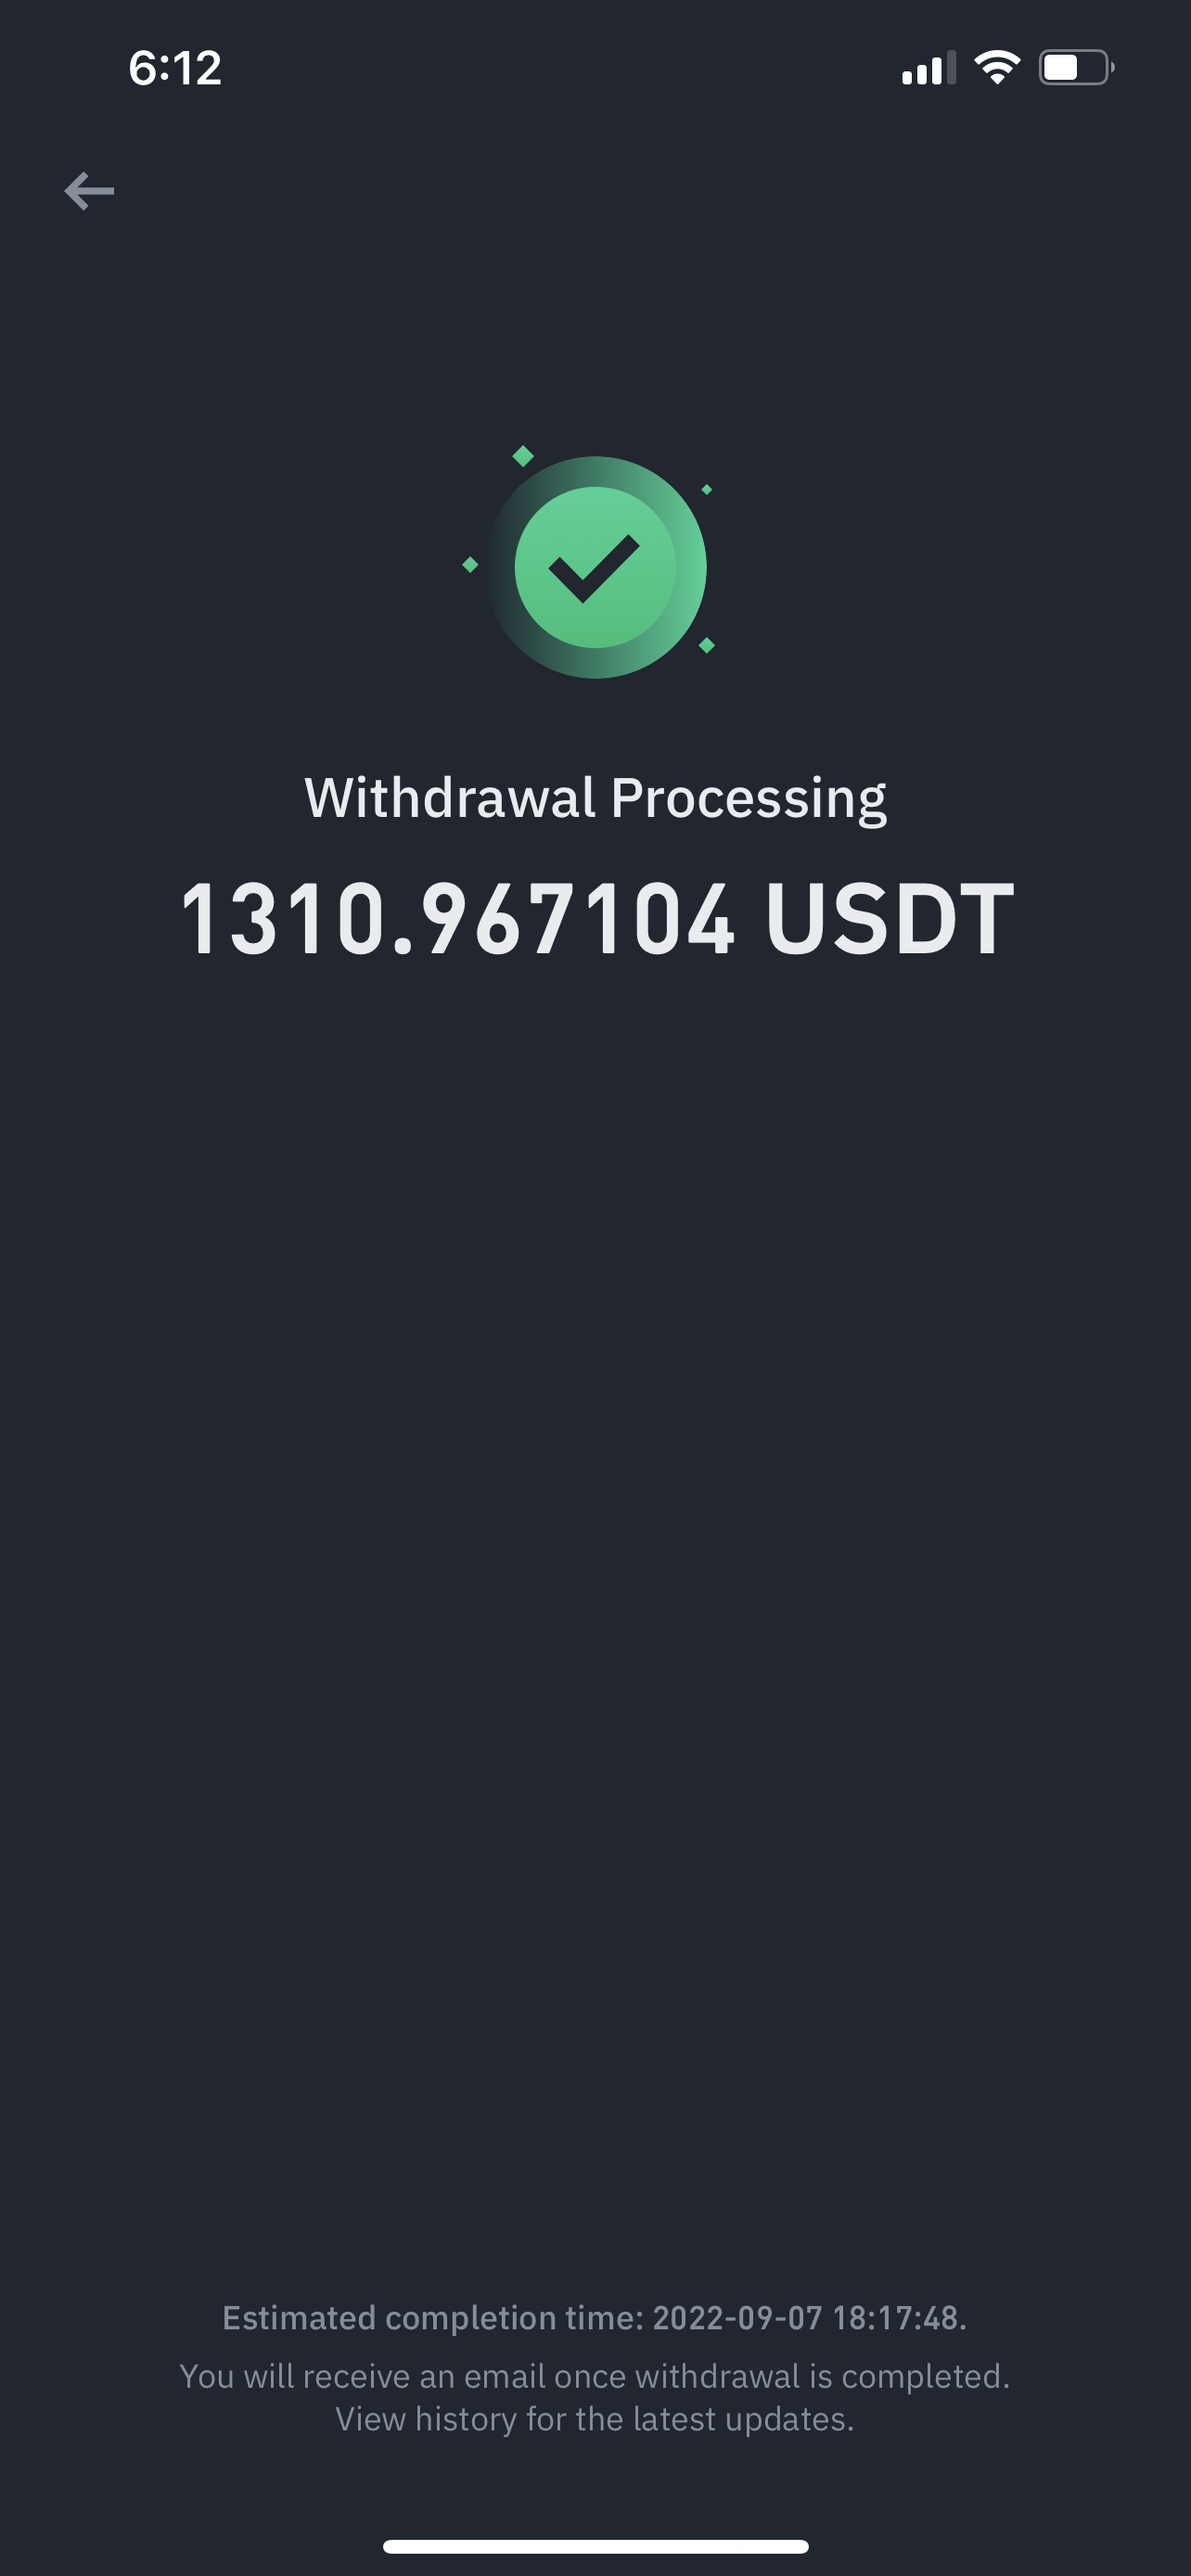 6:12
Withdrawal Processing
1310.967104 USDT
Estimated completion time: 2022-09-07 18:17:48.
You will receive an email once withdrawal is completed.
View history for the latest updates.